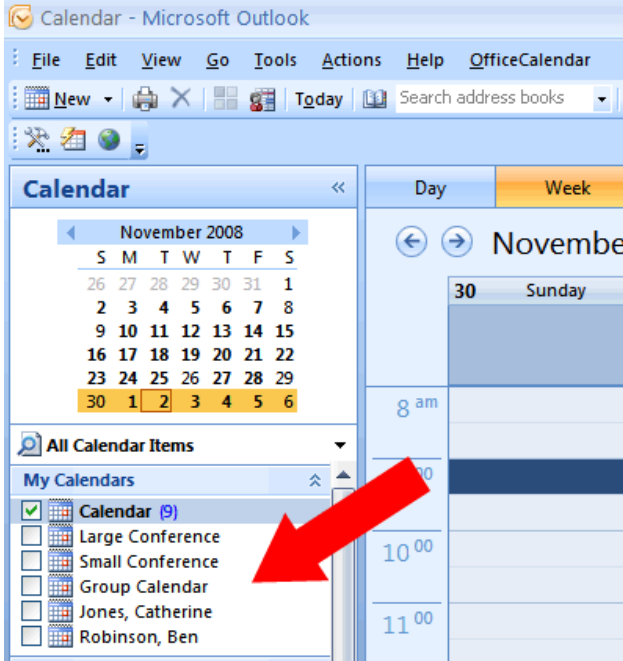 Calendar - Microsoft Outlook
File Edit View Go Tools Actions Help OfficeCalendar
New Today Search address books
Calendar «
Day Week
November 2008
S M T W T F S
26 27 28 29 30 31 1
2 3 4 5 6 7 8
9 10 11 12 13 14 15
16 17 18 19 20 21 22
23 24 25 26 27 28 29
30 1 2 3 4 5 6
Novembe
30 Sunday
8 am
00
10 00
11 00
All Calendar Items
My Calendars
Calendar (9)
Large Conference
Small Conference
Group Calendar
Jones, Catherine
Robinson, Ben